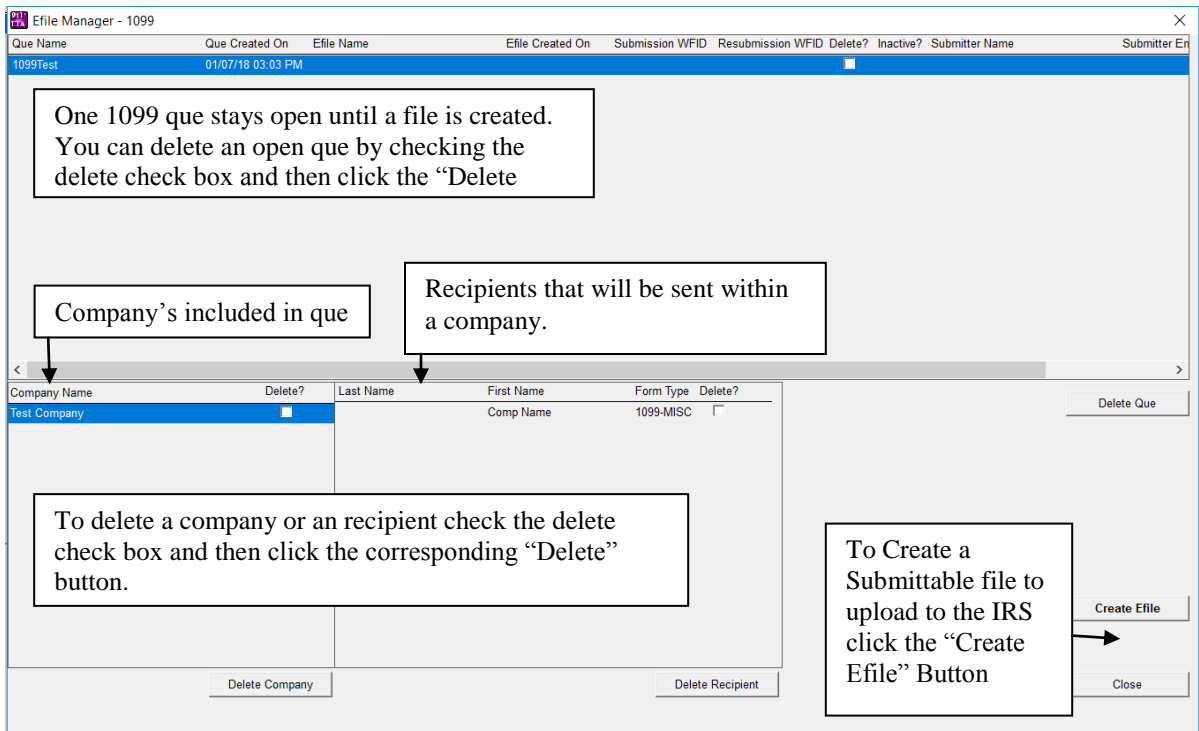 Efile Manager - 1099
Que Name Que Created On Efile Name Efile Created On Submission WFID Resubmission WFID Delete? Inactive? Submitter Name Submitter En
1099Test 01/07/18 03:03 PM
One 1099 que stays open until a file is created.
You can delete an open que by checking the
delete check box and then click the “Delete
Company’s included in que
Recipients that will be sent within
a company.
Company Name Delete? Last Name First Name Form Type Delete?
Test Company Comp Name 1099-MISC
Delete Que
To delete a company or an recipient check the delete
check box and then click the corresponding “Delete”
button.
To Create a
Submittable file to
upload to the IRS
click the “Create
Efile” Button
Create Efile
Delete Company Delete Recipient Close